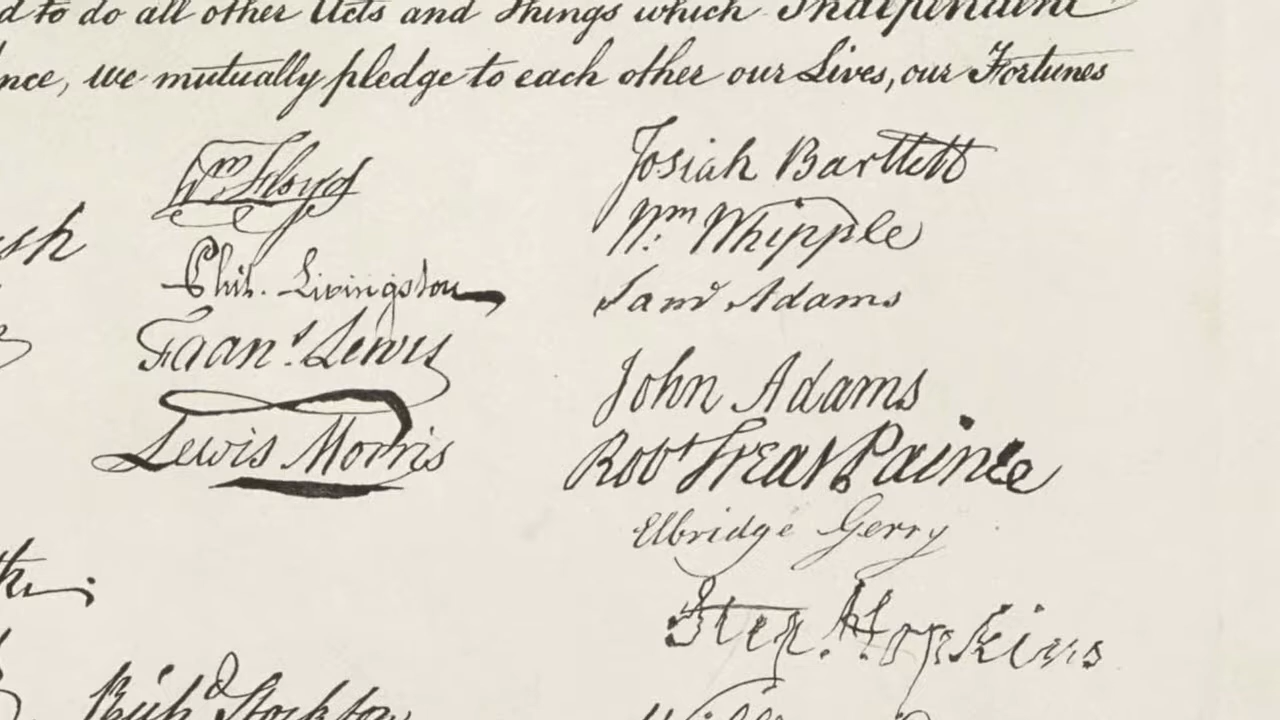 d to do all other Acts and Things which Independent
nce, we mutually pledge to each other our Lives, our Fortunes
Wm Floyd
Phil. Livingston
Frans. Lewis
Lewis Morris
Richd Stockton
Josiah Bartlett
Wm: Whipple
Saml Adams
John Adams
Robt Treat Paine
Elbridge Gerry
Step. Hopkins